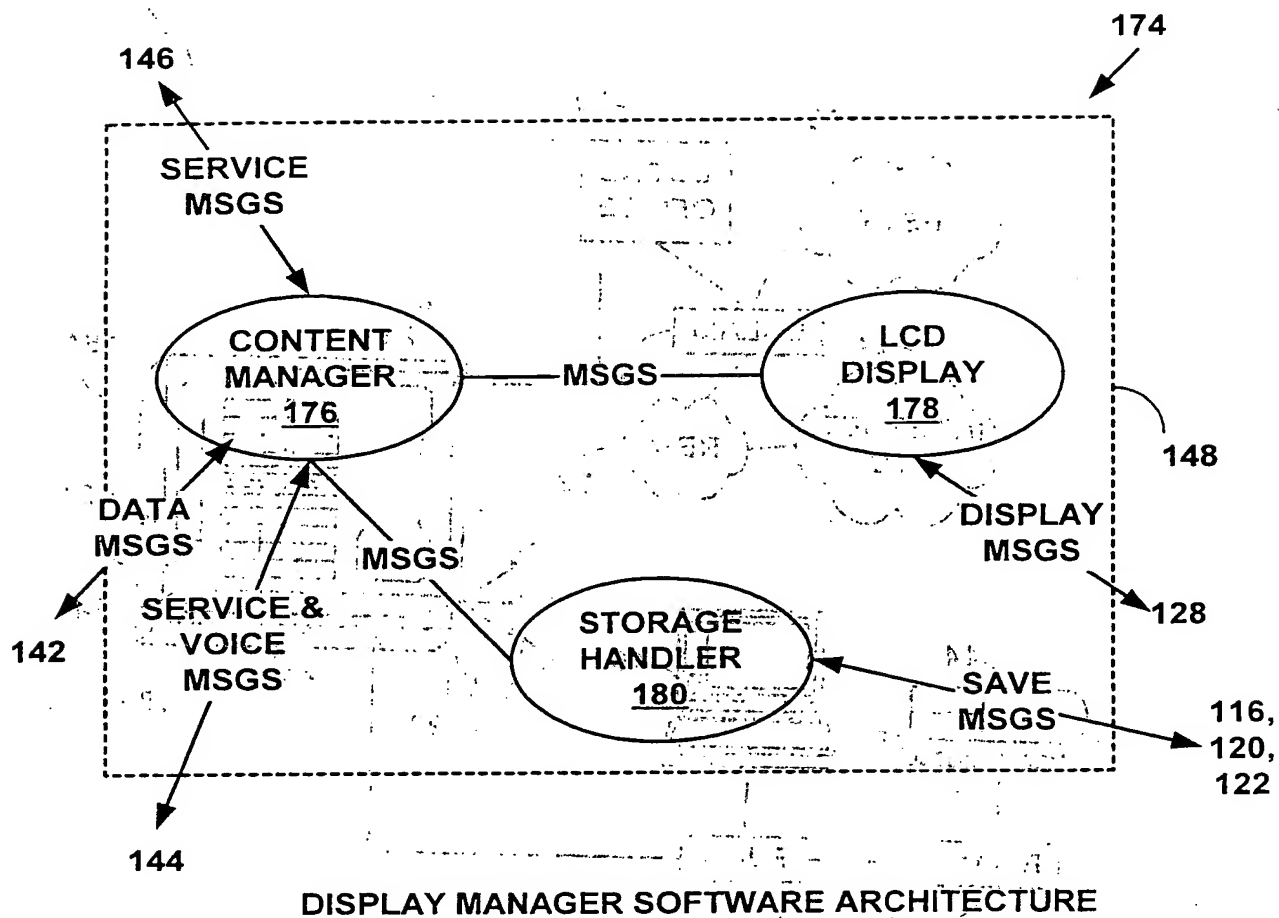 174
146
SERVICE
MSGS
CONTENT
MANAGER
176
MSGS
LCD
DISPLAY
178
148
DATA
MSGS
142
MSGS
DISPLAY
MSGS
128
SERVICE &
VOICE
MSGS
144
STORAGE
HANDLER
180
SAVE
MSGS
116,
120,
122
DISPLAY MANAGER SOFTWARE ARCHITECTURE